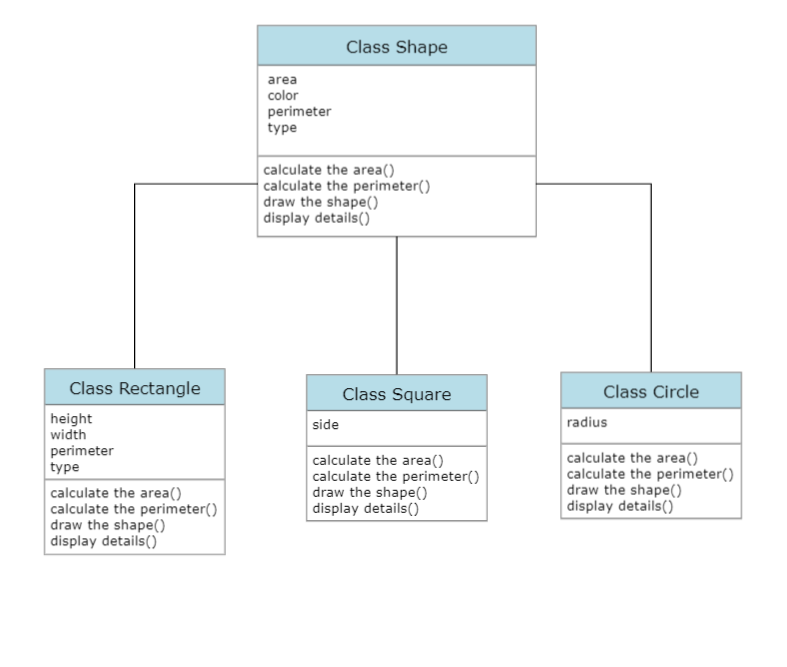 Class Shape
area
color
perimeter
type
calculate the area()
calculate the perimeter()
draw the shape()
display details()
Class Rectangle
height
width
perimeter
type
calculate the area()
calculate the perimeter()
draw the shape()
display details()
Class Square
side
calculate the area()
calculate the perimeter()
draw the shape()
display details()
Class Circle
radius
calculate the area()
calculate the perimeter()
draw the shape()
display details()